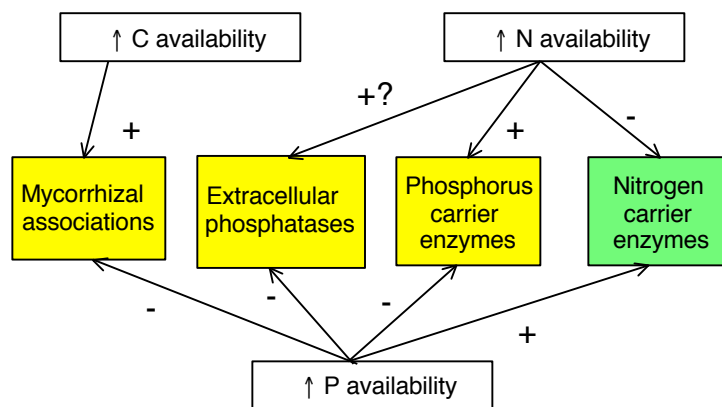 ↑ C availability
↑ N availability
+?
+
+
-
Mycorrhizal
associations
Extracellular
phosphatases
Phosphorus
carrier
enzymes
Nitrogen
carrier
enzymes
-
-
-
+
↑ P availability